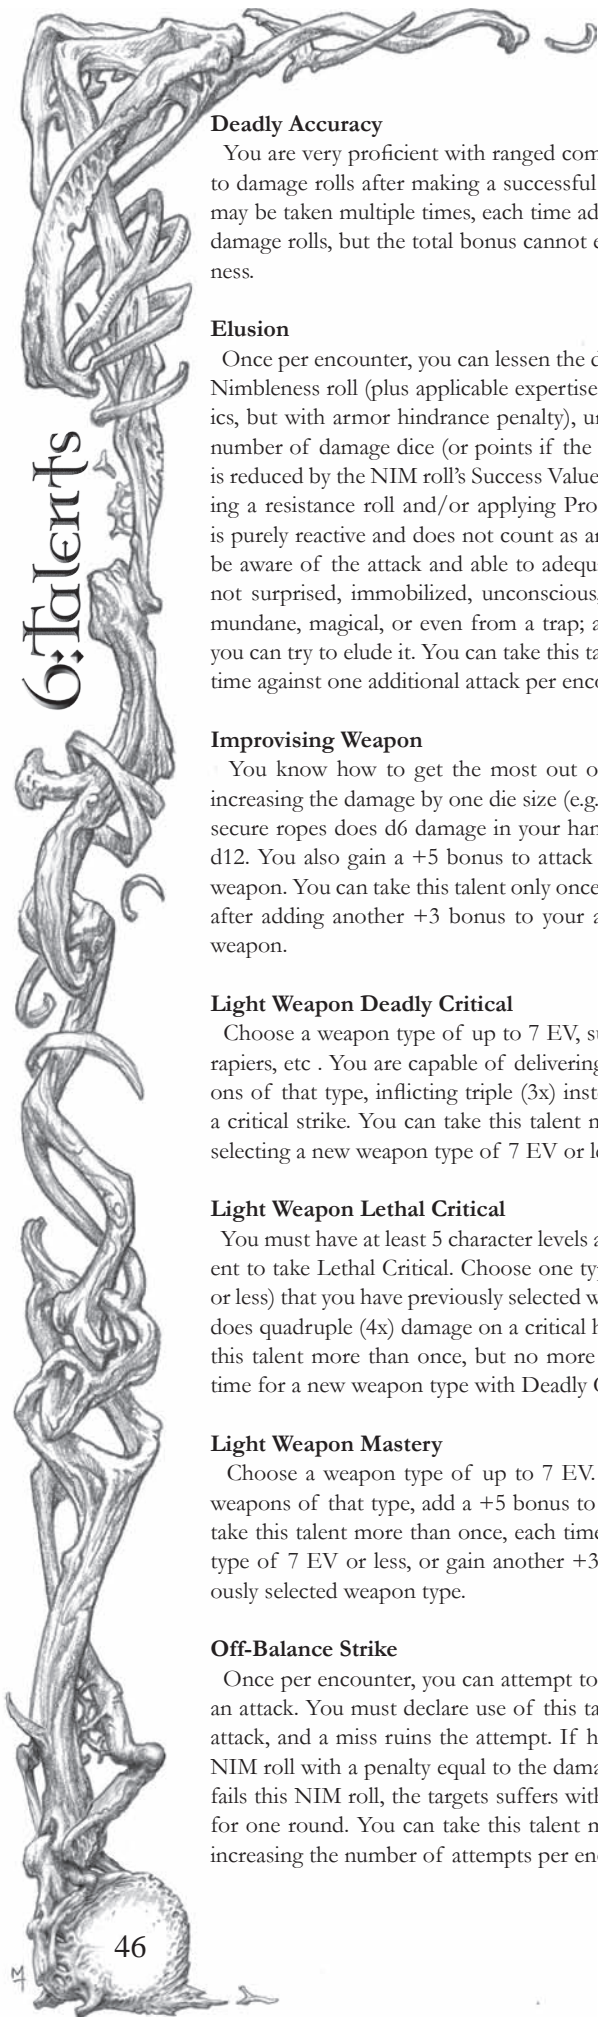 6: Talents
Deadly Accuracy
You are very proficient with ranged com
to damage rolls after making a successful
may be taken multiple times, each time ad
damage rolls, but the total bonus cannot e
ness.
Elusion
Once per encounter, you can lessen the d
Nimbleness roll (plus applicable expertise
ics, but with armor hindrance penalty), u
number of damage dice (or points if the
is reduced by the NIM roll's Success Value
ing a resistance roll and/or applying Pro
is purely reactive and does not count as a
be aware of the attack and able to adequ
not surprised, immobilized, unconscious,
mundane, magical, or even from a trap; a
you can try to elude it. You can take this ta
time against one additional attack per enco
Improvising Weapon
You know how to get the most out o
increasing the damage by one die size (e.g.
secure ropes does d6 damage in your han
d12. You also gain a +5 bonus to attack
weapon. You can take this talent only once
after adding another +3 bonus to your a
weapon.
Light Weapon Deadly Critical
Choose a weapon type of up to 7 EV, su
rapiers, etc . You are capable of delivering
ons of that type, inflicting triple (3x) inst
a critical strike. You can take this talent m
selecting a new weapon type of 7 EV or le
Light Weapon Lethal Critical
You must have at least 5 character levels a
ent to take Lethal Critical. Choose one ty
or less) that you have previously selected w
does quadruple (4x) damage on a critical h
this talent more than once, but no more
time for a new weapon type with Deadly C
Light Weapon Mastery
Choose a weapon type of up to 7 EV.
weapons of that type, add a +5 bonus to
take this talent more than once, each time
type of 7 EV or less, or gain another +3
ously selected weapon type.
Off-Balance Strike
Once per encounter, you can attempt to
an attack. You must declare use of this ta
attack, and a miss ruins the attempt. If h
NIM roll with a penalty equal to the dama
fails this NIM roll, the targets suffers with
for one round. You can take this talent m
increasing the number of attempts per en
46